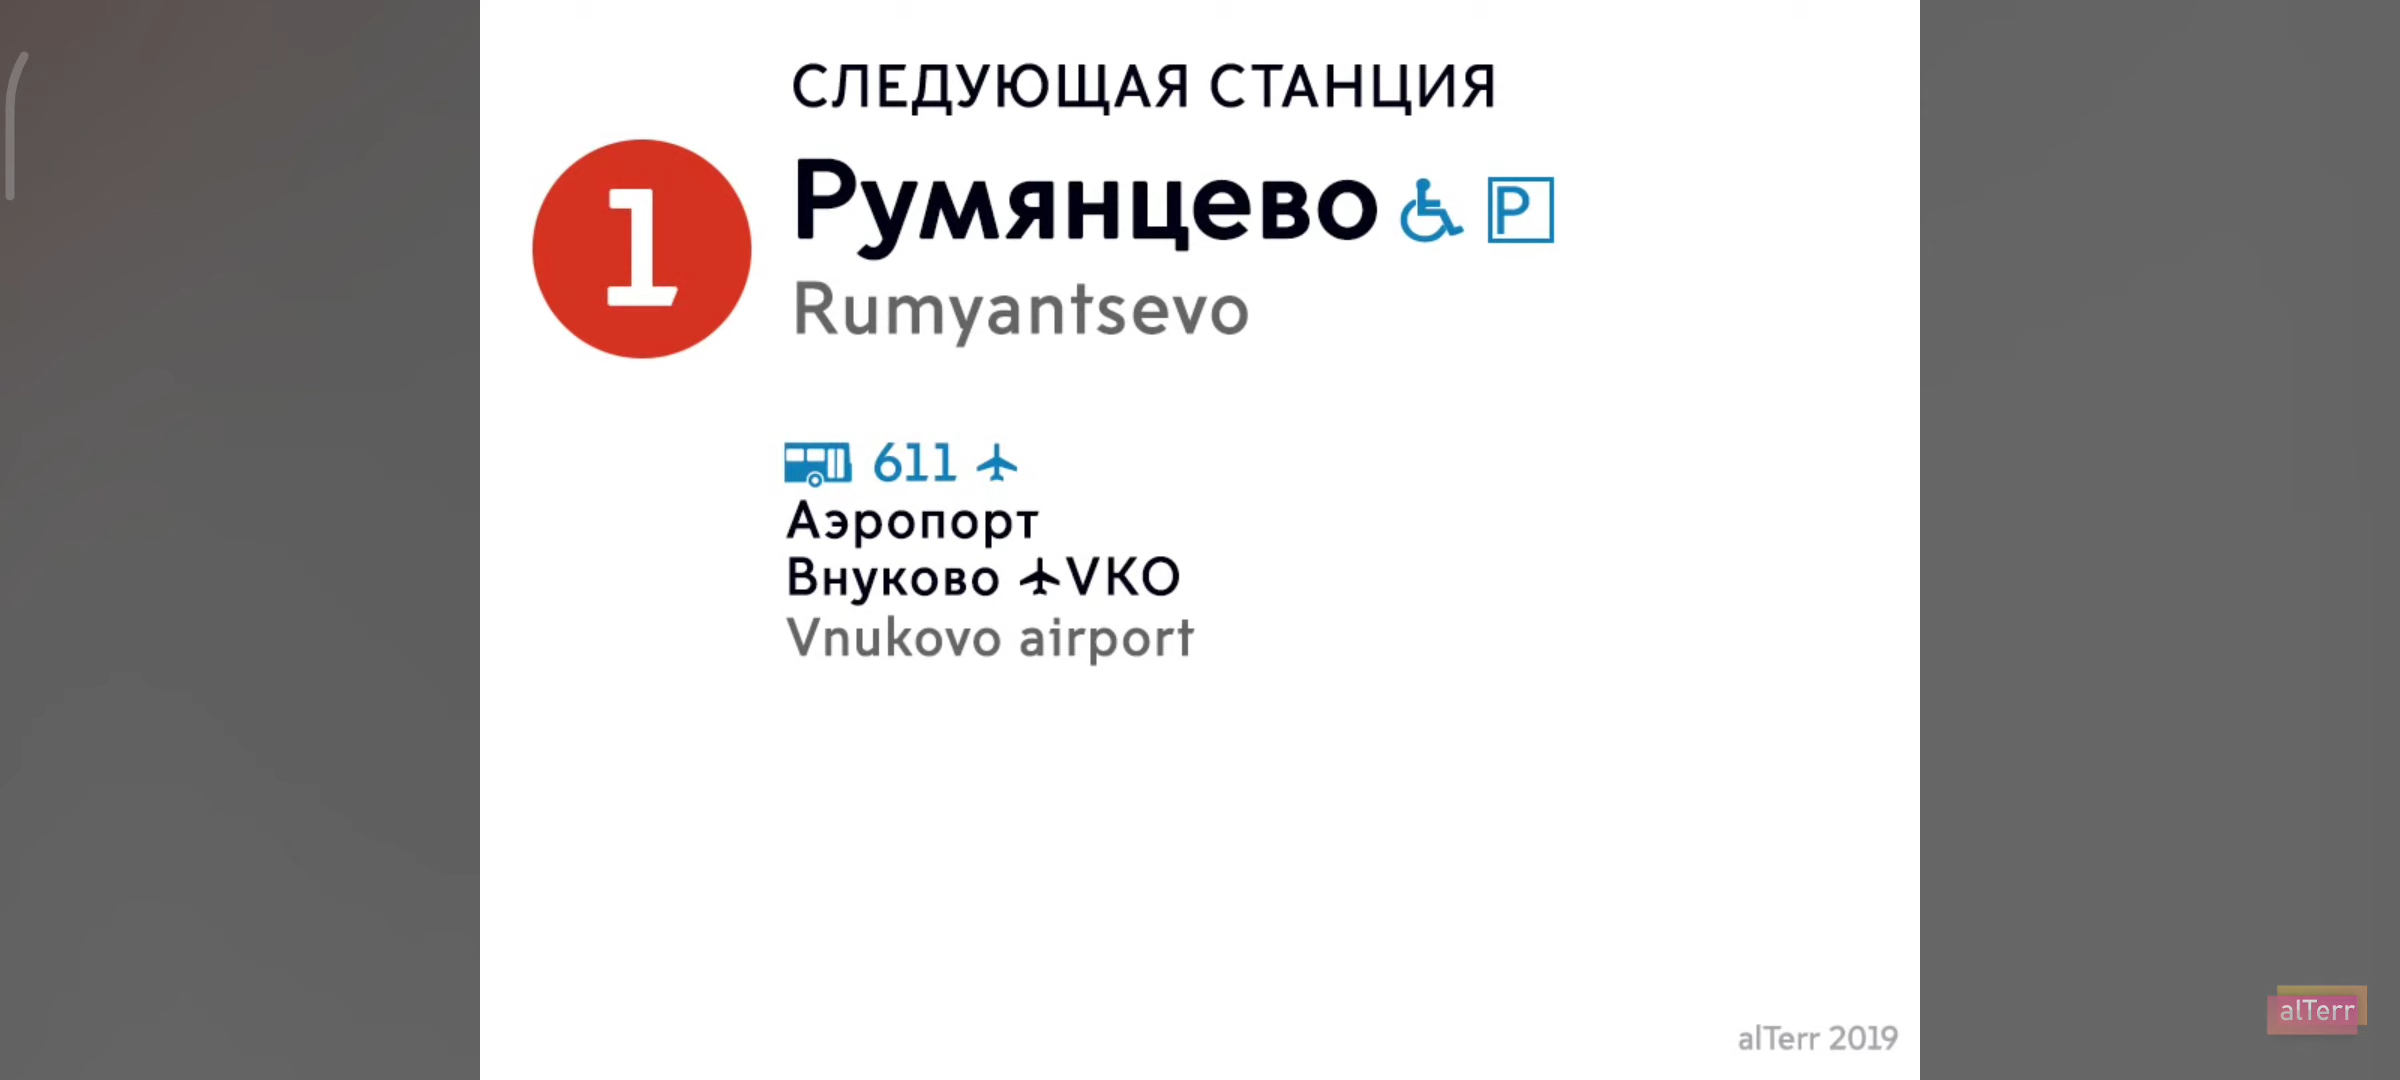 СЛЕДУЮЩАЯ СТАНЦИЯ
1
Румянцево P
Rumyantsevo
611
Аэропорт
Внуково VKO
Vnukovo airport
alTerr
alTerr 2019